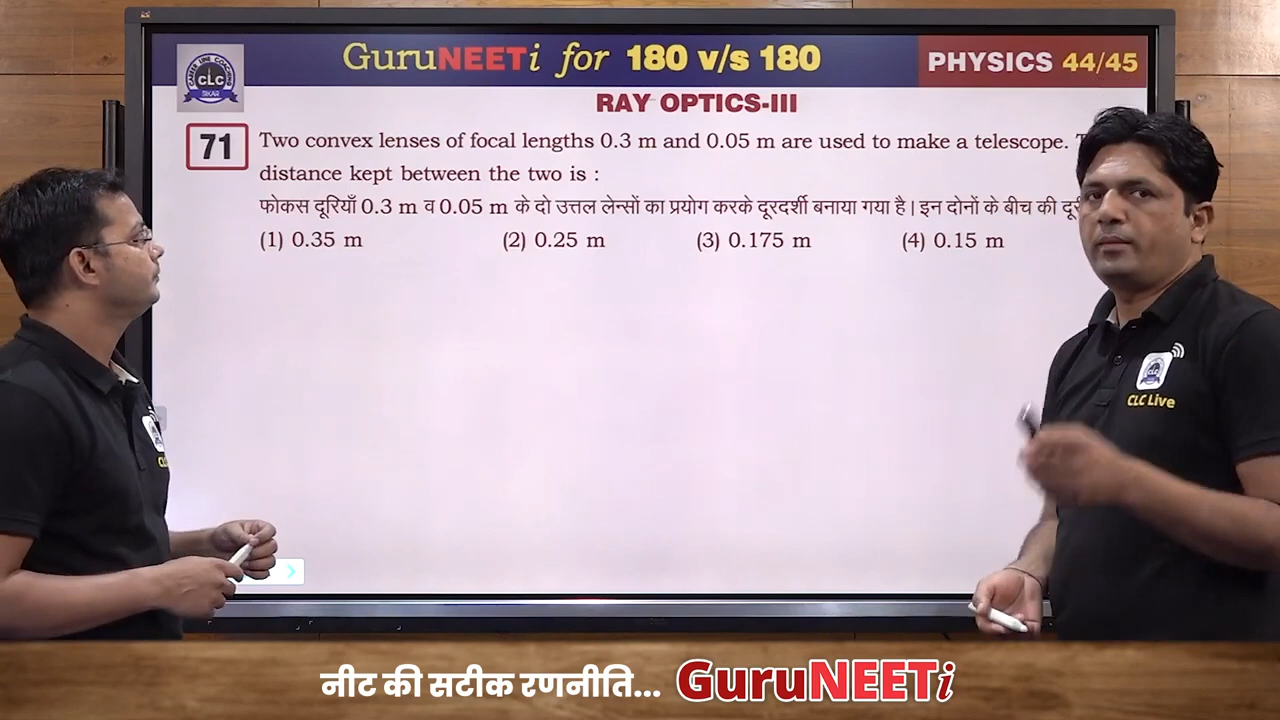 GuruNEETi for 180 v/s 180
PHYSICS 44/45
CLC
SIKAR
RAY OPTICS-III
71
Two convex lenses of focal lengths 0.3 m and 0.05 m are used to make a telescope.
distance kept between the two is :
फोकस दूरियाँ 0.3 m व 0.05 m के दो उत्तल लेन्सों का प्रयोग करके दूरदर्शी बनाया गया है। इन दोनों के बीच की
(1) 0.35 m (2) 0.25 m (3) 0.175 m (4) 0.15 m
CLC
CLC Live
नीट की सटीक रणनीति... GuruNEETi